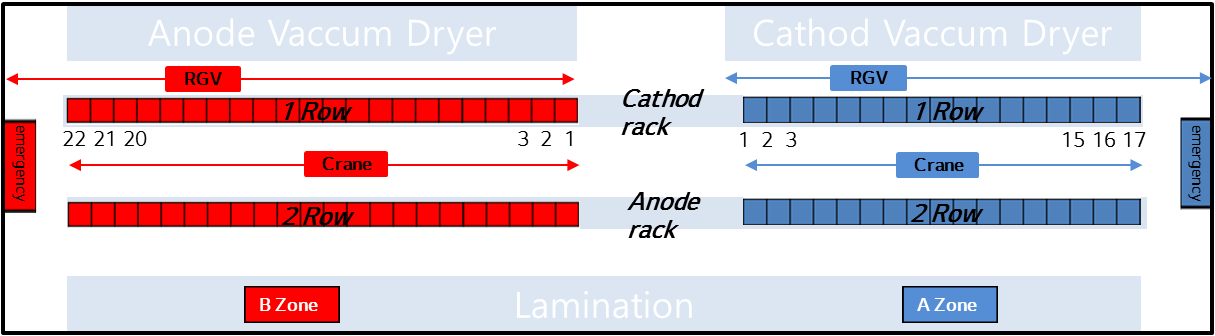 Anode Vaccum Dryer
Cathod Vaccum Dryer
RGV
RGV
1 Row
Cathod
rack
1 Row
22 21 20 3 2 1
1 2 3 15 16 17
emergency
emergency
Crane
Crane
2 Row
Anode
rack
2 Row
B Zone
Lamination
A Zone